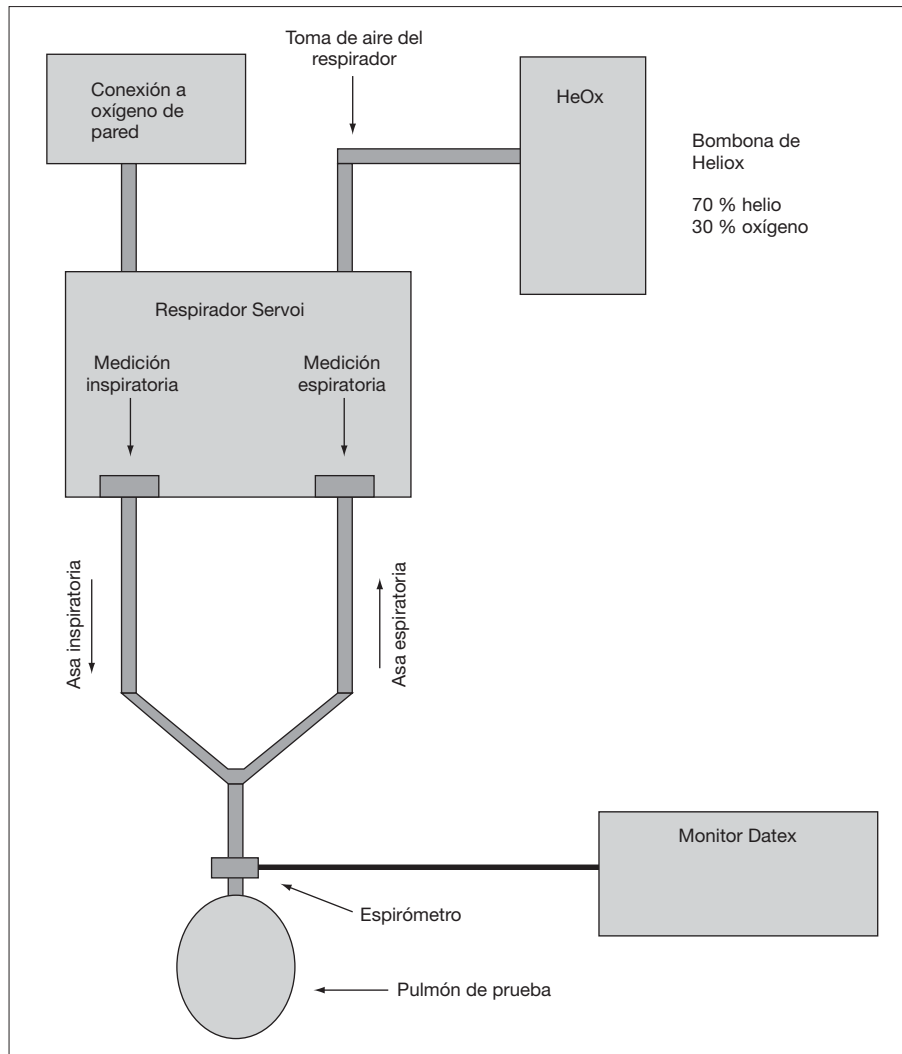 Toma de aire del
respirador
Conexión a
oxígeno de
pared
HeOx
Bombona de
Heliox
70 % helio
30 % oxígeno
Respirador Servoi
Medición
inspiratoria
Medición
espiratoria
Asa inspiratoria
Asa espiratoria
Monitor Datex
Espirómetro
Pulmón de prueba